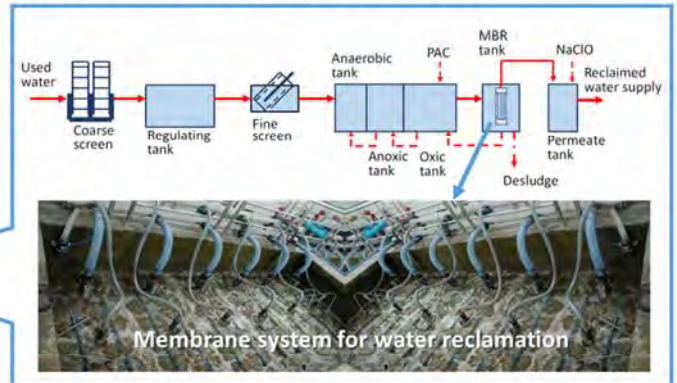 Used
water
Coarse
screen
Regulating
tank
Fine
screen
Anaerobic
tank
Anoxic
tank
Oxic
tank
PAC
MBR
tank
Desludge
NaClO
Permeate
tank
Reclaimed
water supply
Membrane system for water reclamation